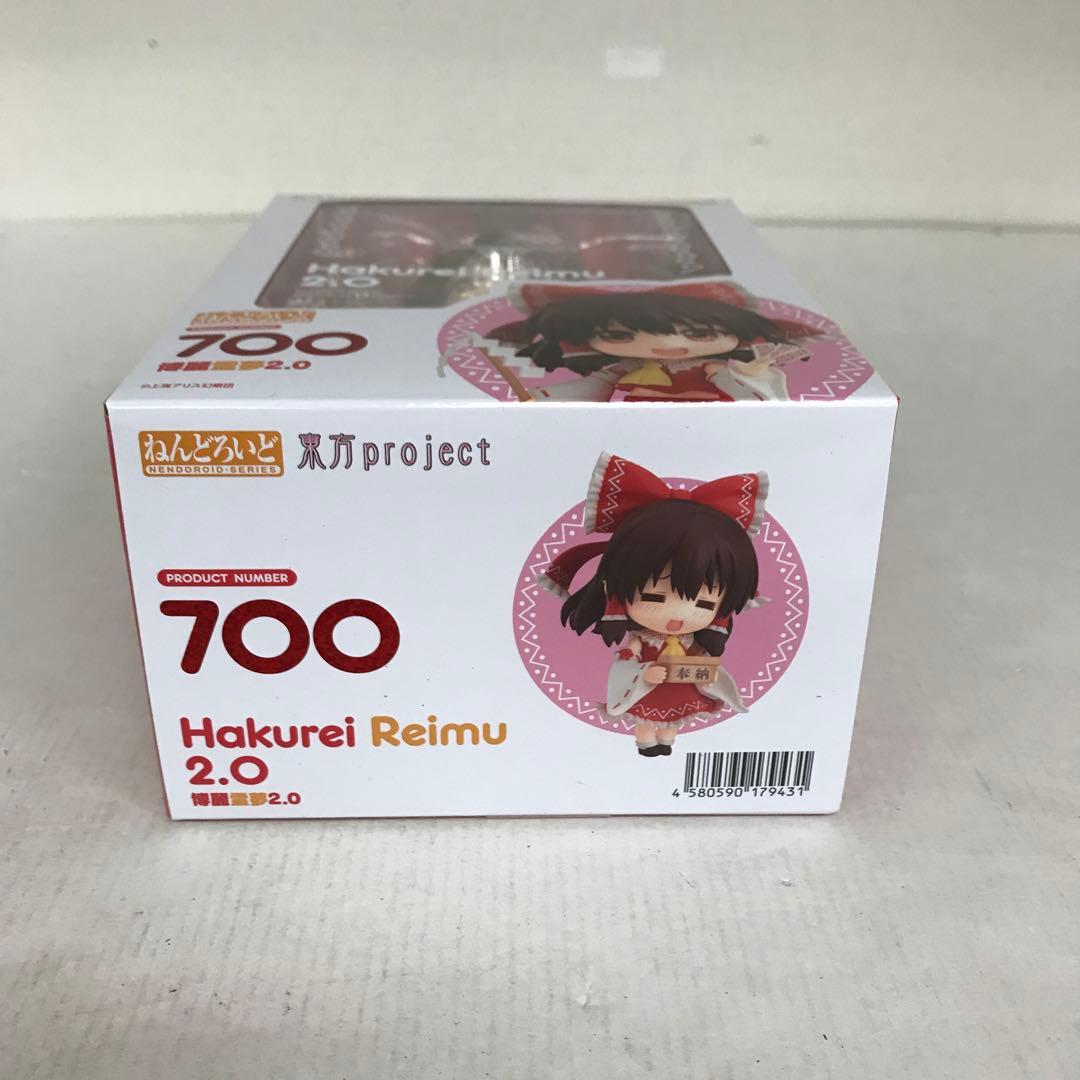 Hakurei Reimu
2.0
PRODUCT NUMBER
700
博麗霊夢2.0
©上海アリス幻樂団
ねんどろいど
NENDOROID-SERIES
東方project
PRODUCT NUMBER
700
Hakurei Reimu
2.0
博麗霊夢2.0
奉納
4 580590 179431